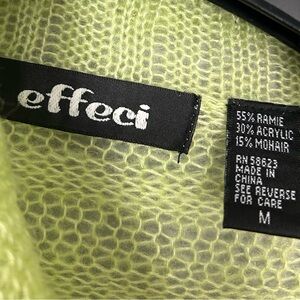 effeci
55% RAMIE
30% ACRYLIC
15% MOHAIR
RN 58623
MADE IN
CHINA
SEE REVERSE
FOR CARE
M